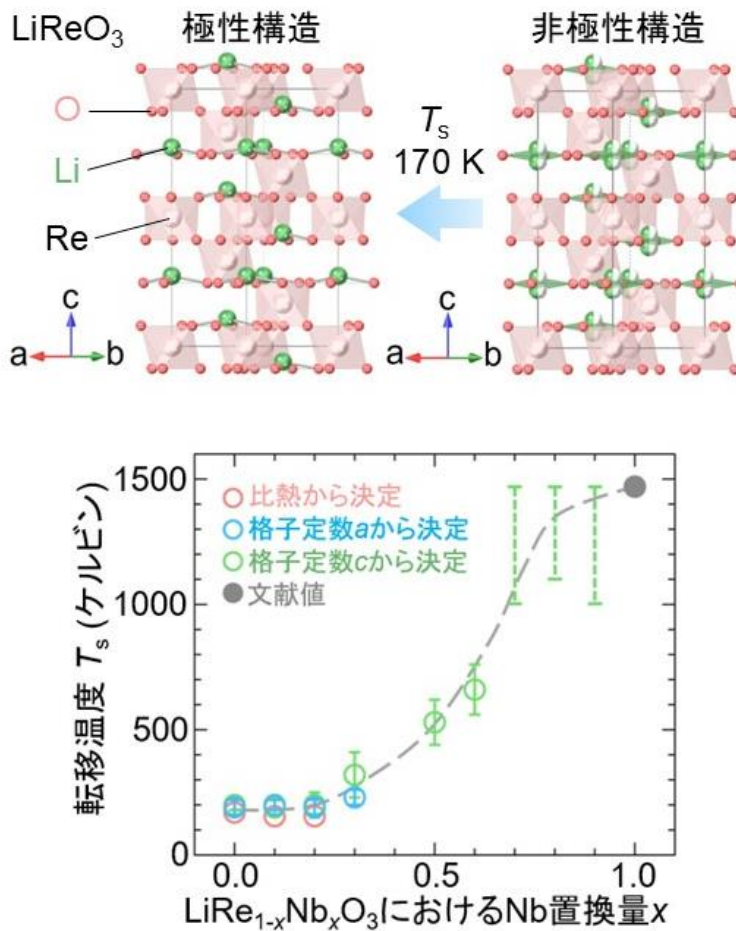 LiReO₃ 極性構造 非極性構造
O
Li
Re
Tₛ
170 K
c
a b
c
a b
1500
1000
500
0
転移温度 Tₛ (ケルビン)
比熱から決定
格子定数aから決定
格子定数cから決定
文献値
0.0 0.5 1.0
LiRe₁₋ₓNbₓO₃におけるNb置換量x